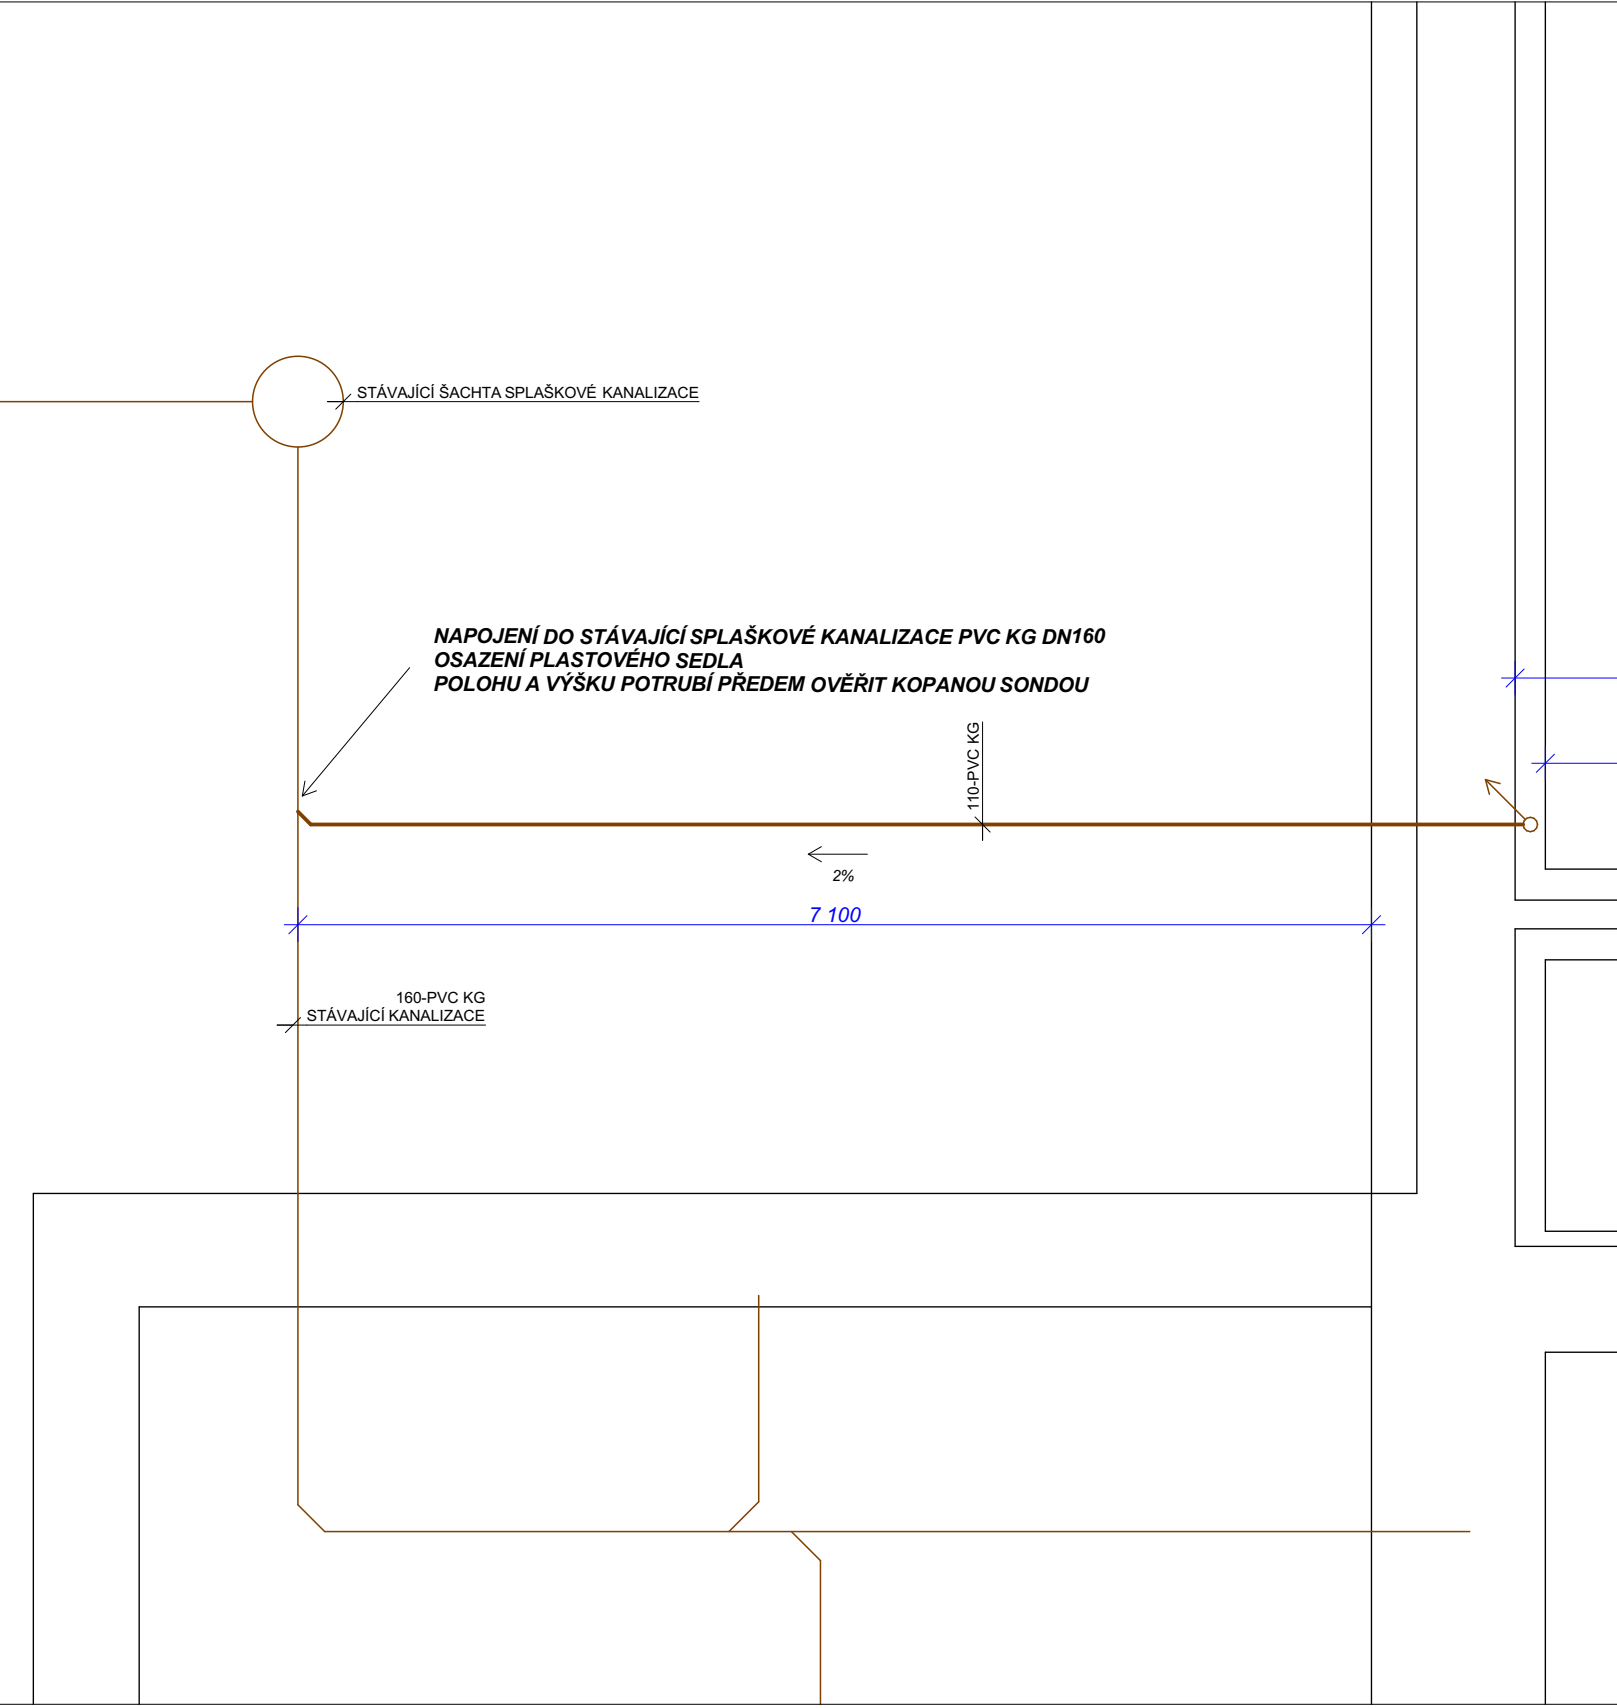 STÁVAJÍCÍ ŠACHTA SPLAŠKOVÉ KANALIZACE
NAPOJENÍ DO STÁVAJÍCÍ SPLAŠKOVÉ KANALIZACE PVC KG DN160
OSAZENÍ PLASTOVÉHO SEDLA
POLOHU A VÝŠKU POTRUBÍ PŘEDEM OVĚŘIT KOPANOU SONDOU
110-PVC KG
2%
7 100
160-PVC KG
STÁVAJÍCÍ KANALIZACE